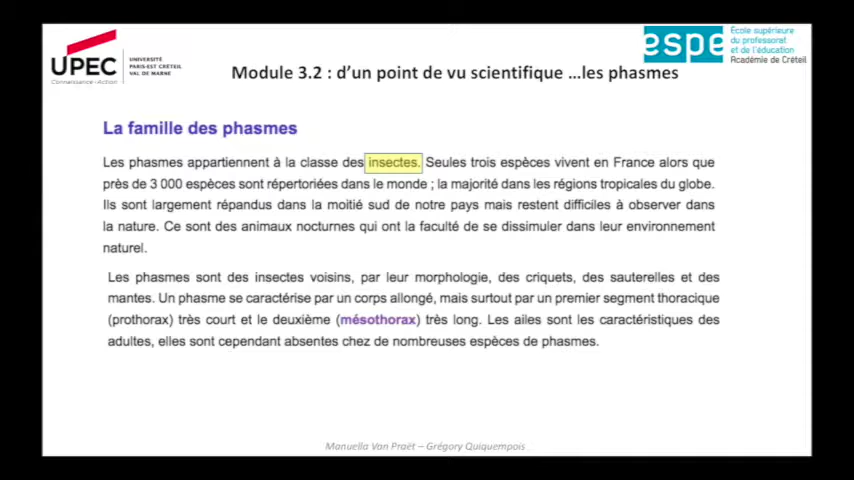 UPEC
Connaissance - Action
UNIVERSITÉ
PARIS-EST CRÉTEIL
VAL DE MARNE
espe
École supérieure
du professorat
et de l'éducation
Académie de Créteil
Module 3.2 : d'un point de vu scientifique ...les phasmes
La famille des phasmes
Les phasmes appartiennent à la classe des insectes. Seules trois espèces vivent en France alors que
près de 3 000 espèces sont répertoriées dans le monde ; la majorité dans les régions tropicales du globe.
Ils sont largement répandus dans la moitié sud de notre pays mais restent difficiles à observer dans
la nature. Ce sont des animaux nocturnes qui ont la faculté de se dissimuler dans leur environnement
naturel.
Les phasmes sont des insectes voisins, par leur morphologie, des criquets, des sauterelles et des
mantes. Un phasme se caractérise par un corps allongé, mais surtout par un premier segment thoracique
(prothorax) très court et le deuxième (mésothorax) très long. Les ailes sont les caractéristiques des
adultes, elles sont cependant absentes chez de nombreuses espèces de phasmes.
Manuella Van Praët – Grégory Quiquempois